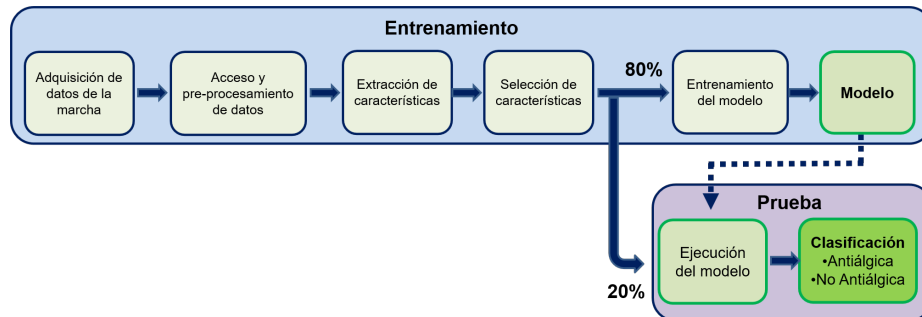 Entrenamiento
Adquisición de
datos de la
marcha
Acceso y
pre-procesamiento
de datos
Extracción de
características
Selección de
características
80%
Entrenamiento
del modelo
Modelo
Prueba
20%
Ejecución
del modelo
Clasificación
•Antiálgica
•No Antiálgica